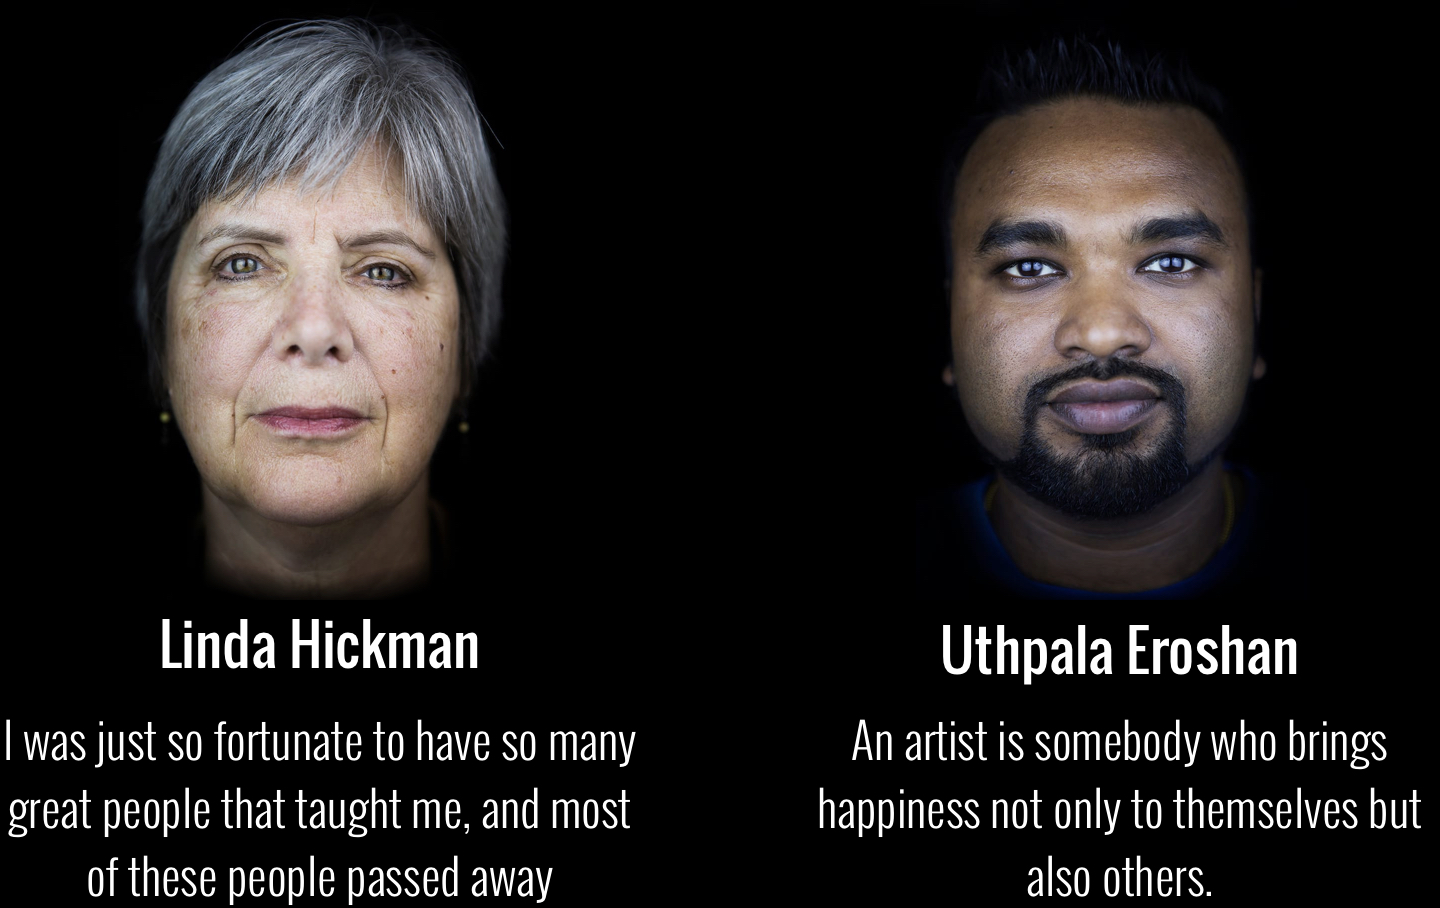 Linda Hickman
I was just so fortunate to have so many
great people that taught me, and most
of these people passed away
Uthpala Eroshan
An artist is somebody who brings
happiness not only to themselves but
also others.